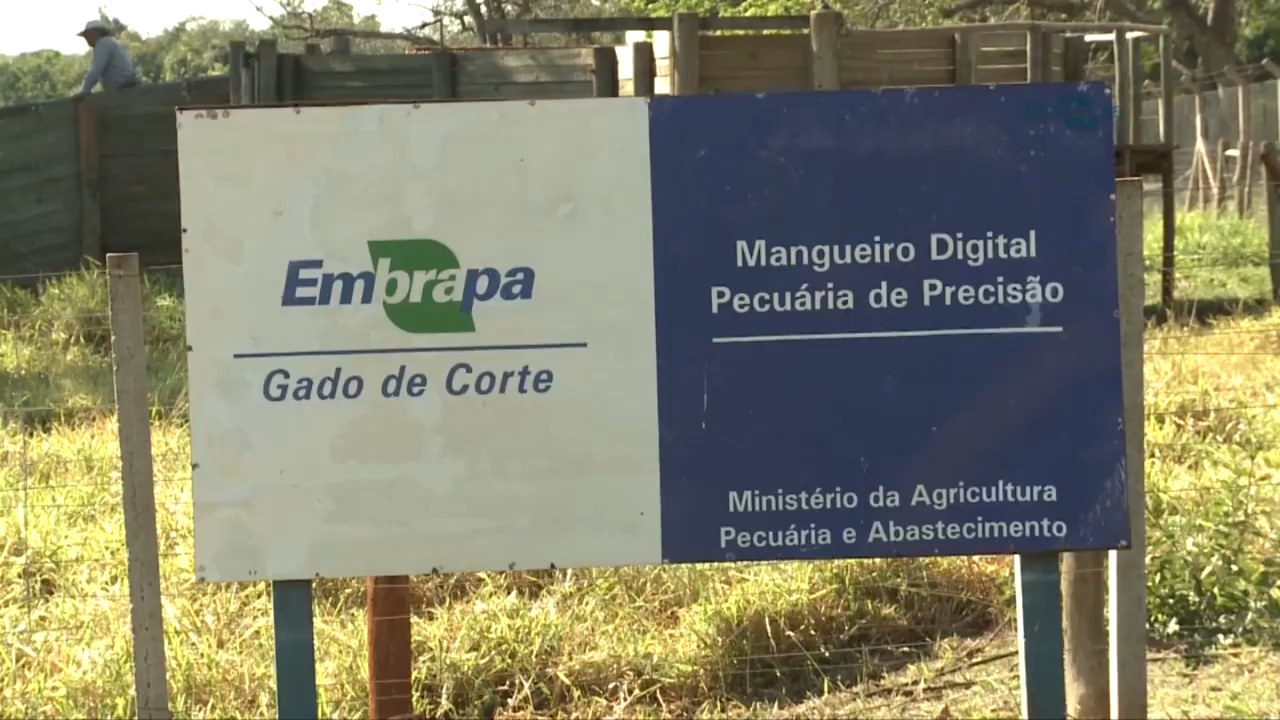 Embrapa
Gado de Corte
Mangueiro Digital
Pecuária de Precisão
Ministério da Agricultura
Pecuária e Abastecimento